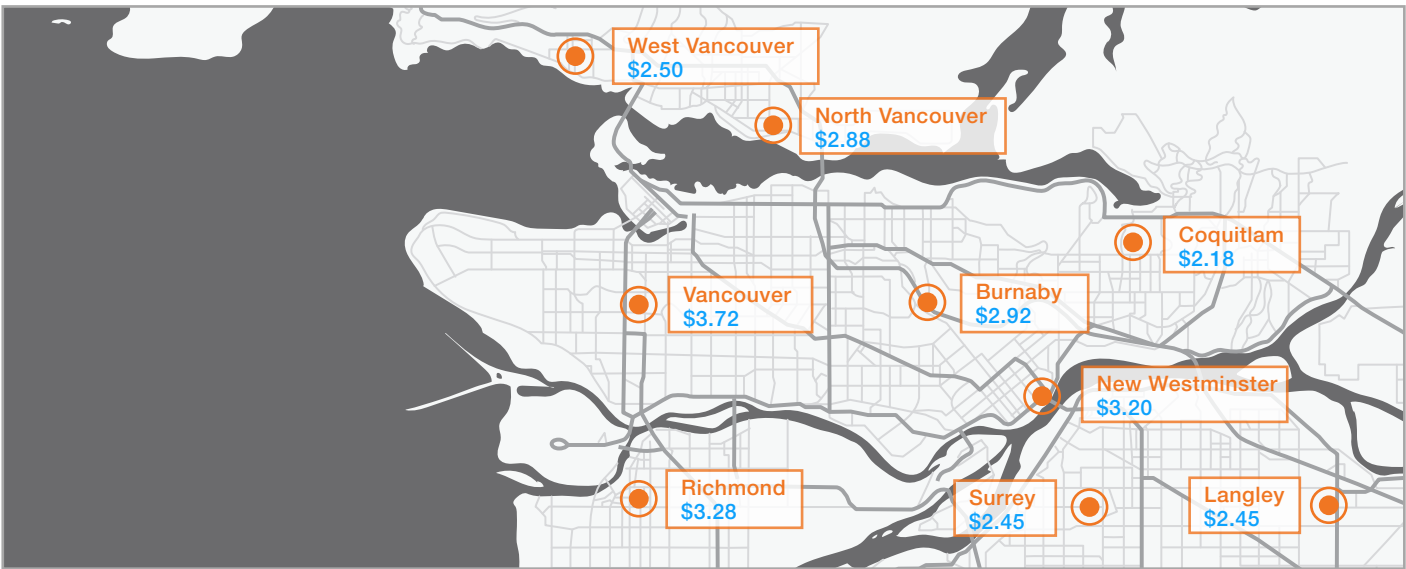 West Vancouver
$2.50
North Vancouver
$2.88
Coquitlam
$2.18
Vancouver
$3.72
Burnaby
$2.92
New Westminster
$3.20
Richmond
$3.28
Surrey
$2.45
Langley
$2.45